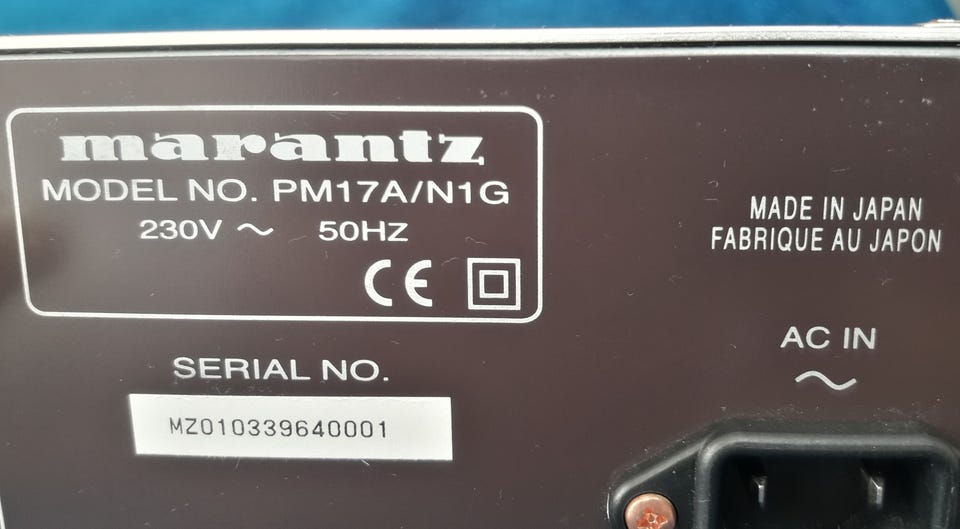 marantz
MODEL NO. PM17A/N1G
230V ~ 50HZ
CE
SERIAL NO.
MZ010339640001
MADE IN JAPAN
FABRIQUE AU JAPON
AC IN
~